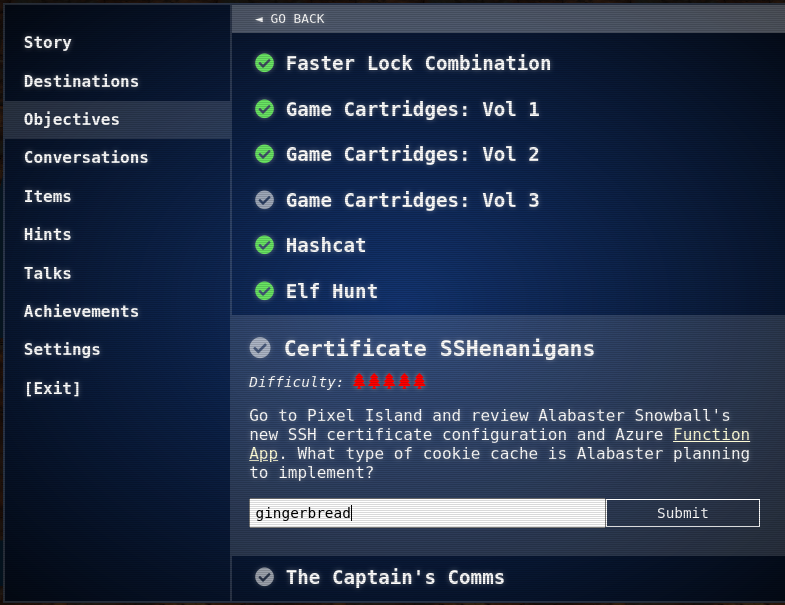 Story
Destinations
Objectives
Conversations
Items
Hints
Talks
Achievements
Settings
[Exit]
◄ GO BACK
Faster Lock Combination
Game Cartridges: Vol 1
Game Cartridges: Vol 2
Game Cartridges: Vol 3
Hashcat
Elf Hunt
Certificate SSHenanigans
Difficulty:
Go to Pixel Island and review Alabaster Snowball's
new SSH certificate configuration and Azure Function
App. What type of cookie cache is Alabaster planning
to implement?
gingerbread
Submit
The Captain's Comms